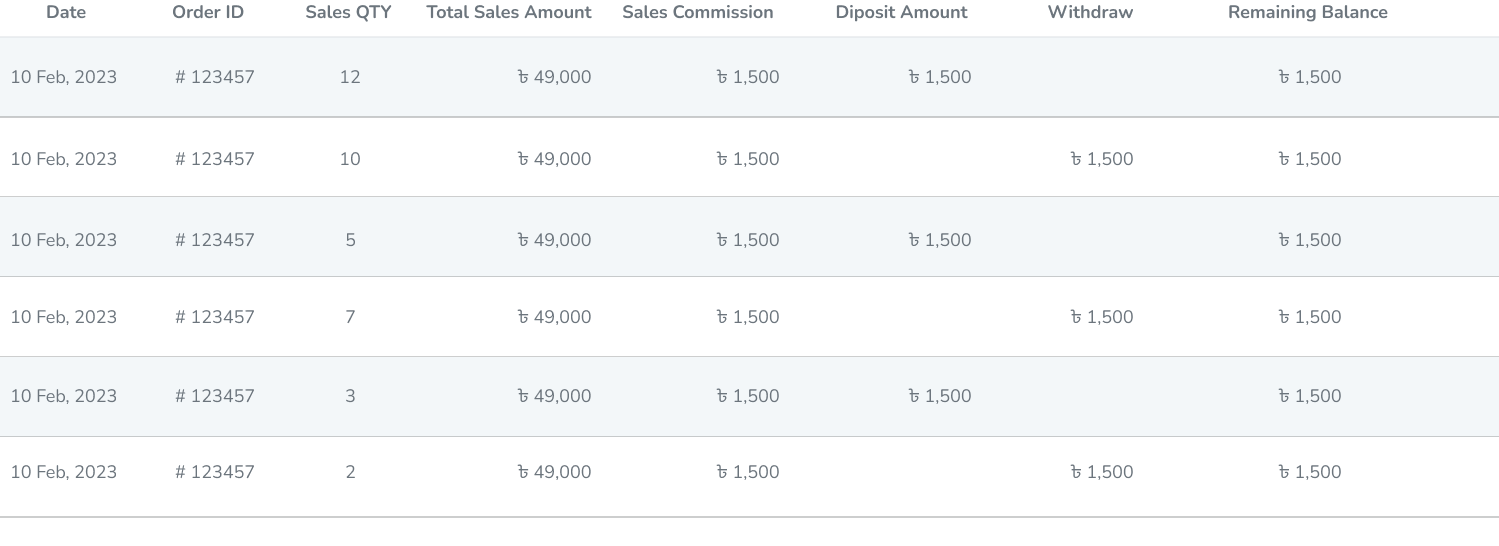 Date Order ID Sales QTY Total Sales Amount Sales Commission Diposit Amount Withdraw Remaining Balance
10 Feb, 2023 # 123457 12 ৳ 49,000 ৳ 1,500 ৳ 1,500 ৳ 1,500
10 Feb, 2023 # 123457 10 ৳ 49,000 ৳ 1,500 ৳ 1,500 ৳ 1,500
10 Feb, 2023 # 123457 5 ৳ 49,000 ৳ 1,500 ৳ 1,500 ৳ 1,500
10 Feb, 2023 # 123457 7 ৳ 49,000 ৳ 1,500 ৳ 1,500 ৳ 1,500
10 Feb, 2023 # 123457 3 ৳ 49,000 ৳ 1,500 ৳ 1,500 ৳ 1,500
10 Feb, 2023 # 123457 2 ৳ 49,000 ৳ 1,500 ৳ 1,500 ৳ 1,500